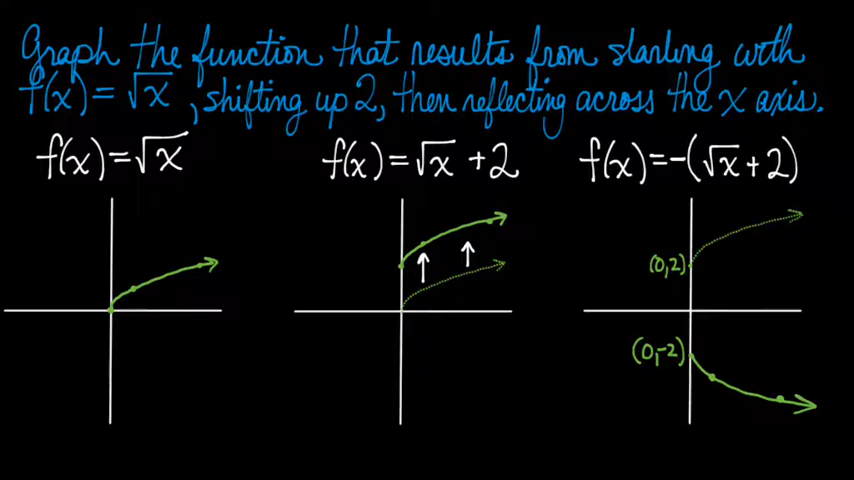 Graph the function that results from starling with
f(x) = √x , shifting up 2, then reflecting across the x axis.
f(x) = √x
f(x) = √x + 2
f(x) = -(√x + 2)
(0,2)
(0,-2)